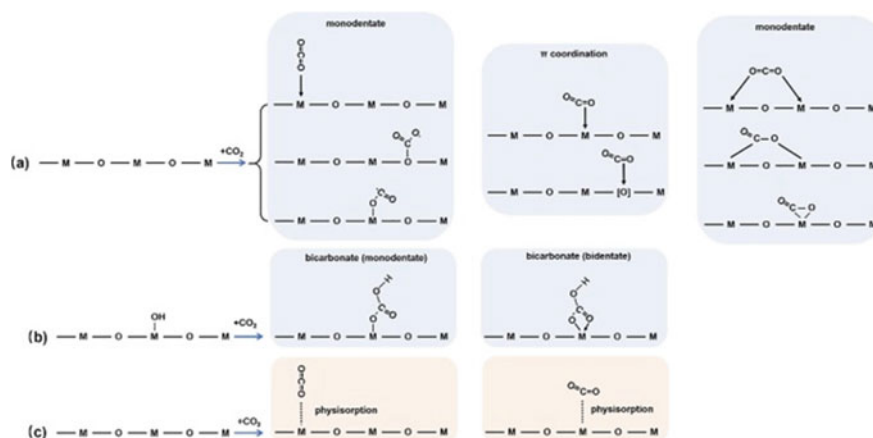 monodentate
π coordination
monodentate
O=C=O
O=C=O
— M — O — M — O — M
O=C=O
— M — O — M — O — M
— M — O — M — O — M
O=C=O
O=C—O
(a) — M — O — M — O — M +CO2
— M — O — M — O — M
O=C—O
— M — O — M — O — M
— M — O — M — [O] — M
O=C—O
O—C=O
— M — O — M — O — M
— M — O — M — O — M
bicarbonate (monodentate)
bicarbonate (bidentate)
O—H
O—H
OH
O—C=O
O—C=O
(b) — M — O — M — O — M +CO2
— M — O — M — O — M
— M — O — M — O — M
O=C=O
O=C=O
physisorption
physisorption
(c) — M — O — M — O — M +CO2
— M — O — M — O — M
— M — O — M — O — M